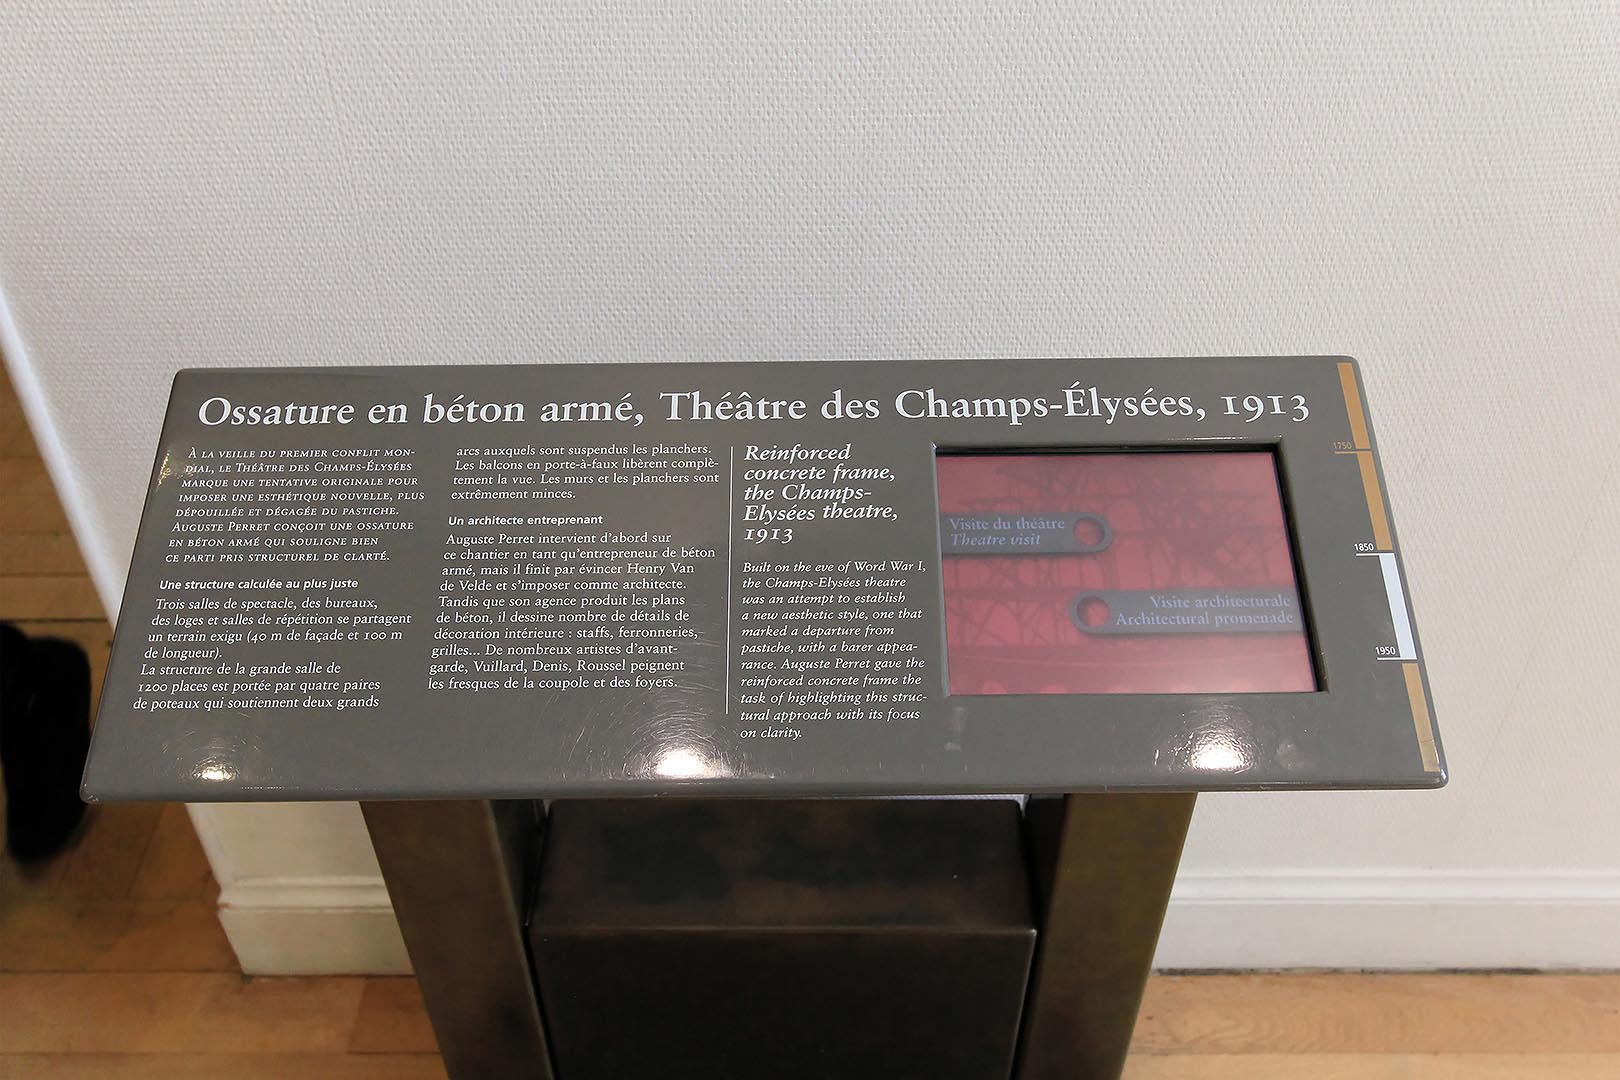 Ossature en béton armé, Théâtre des Champs-Élysées, 1913
À LA VEILLE DU PREMIER CONFLIT MON-
DIAL, LE THÉÂTRE DES CHAMPS-ÉLYSÉES
MARQUE UNE TENTATIVE ORIGINALE POUR
IMPOSER UNE ESTHÉTIQUE NOUVELLE, PLUS
DÉPOUILLÉE ET DÉGAGÉE DU PASTICHE.
AUGUSTE PERRET CONÇOIT UNE OSSATURE
EN BÉTON ARMÉ QUI SOULIGNE BIEN
CE PARTI PRIS STRUCTUREL DE CLARTÉ.
Une structure calculée au plus juste
Trois salles de spectacle, des bureaux,
des loges et salles de répétition se partagent
un terrain exigu (40 m de façade et 100 m
de longueur).
La structure de la grande salle de
1200 places est portée par quatre paires
de poteaux qui soutiennent deux grands
arcs auxquels sont suspendus les planchers.
Les balcons en porte-à-faux libèrent complè-
tement la vue. Les murs et les planchers sont
extrêmement minces.
Un architecte entreprenant
Auguste Perret intervient d'abord sur
ce chantier en tant qu'entrepreneur de béton
armé, mais il finit par évincer Henry Van
de Velde et s'imposer comme architecte.
Tandis que son agence produit les plans
de béton, il dessine nombre de détails de
décoration intérieure : staffs, ferronneries,
grilles... De nombreux artistes d'avant-
garde, Vuillard, Denis, Roussel peignent
les fresques de la coupole et des foyers.
Reinforced
concrete frame,
the Champs-
Elysées theatre,
1913
Built on the eve of Word War I,
the Champs-Elysées theatre
was an attempt to establish
a new aesthetic style, one that
marked a departure from
pastiche, with a barer appea-
rance. Auguste Perret gave the
reinforced concrete frame the
task of highlighting this struc-
tural approach with its focus
on clarity.
Visite du théâtre
Theatre visit
Visite architecturale
Architectural promenade
1750
1850
1950